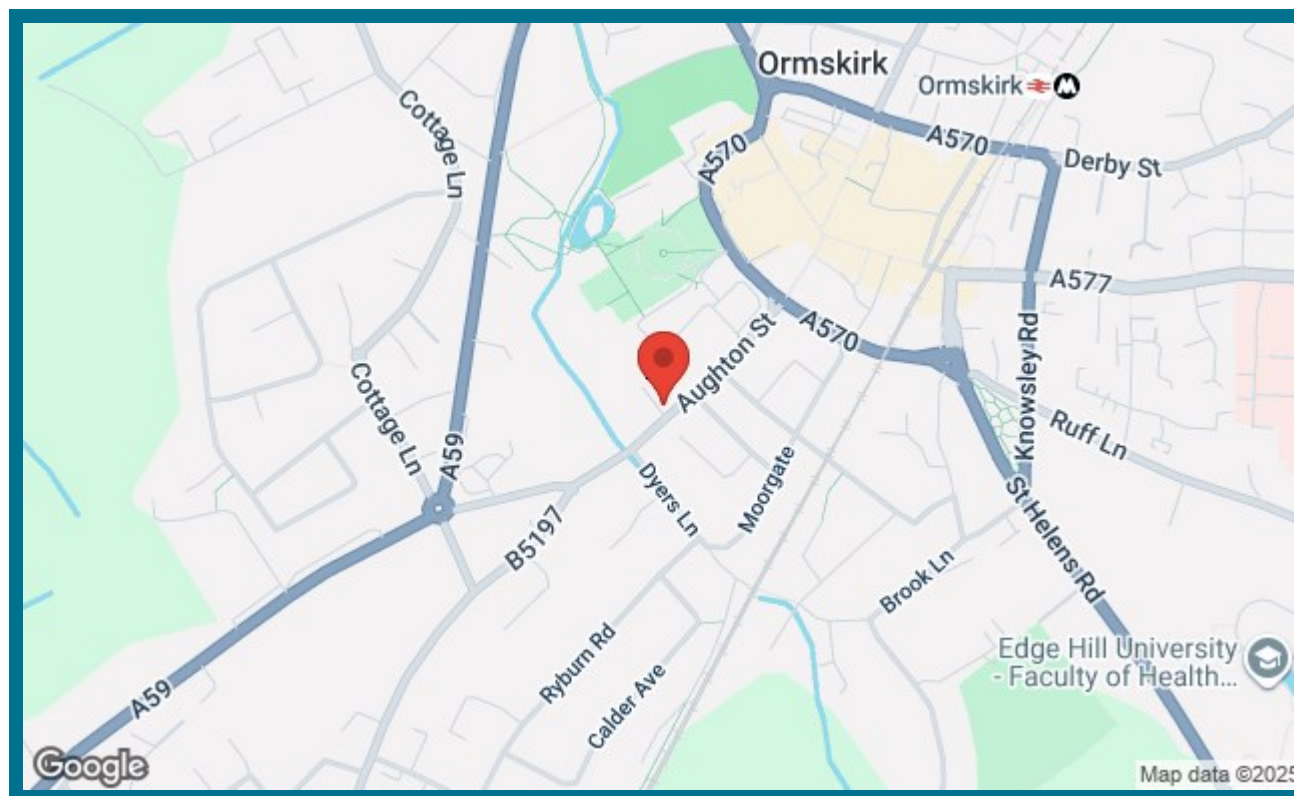 Ormskirk
Ormskirk
A570
A570
Derby St
Cottage Ln
A577
Knowsley Rd
A570
Aughton St
Cottage Ln
A59
Ruff Ln
Dyers Ln
Moorgate
B5197
St Helens Rd
Brook Ln
Ryburn Rd
Calder Ave
A59
Edge Hill University
- Faculty of Health...
Google
Map data ©2025